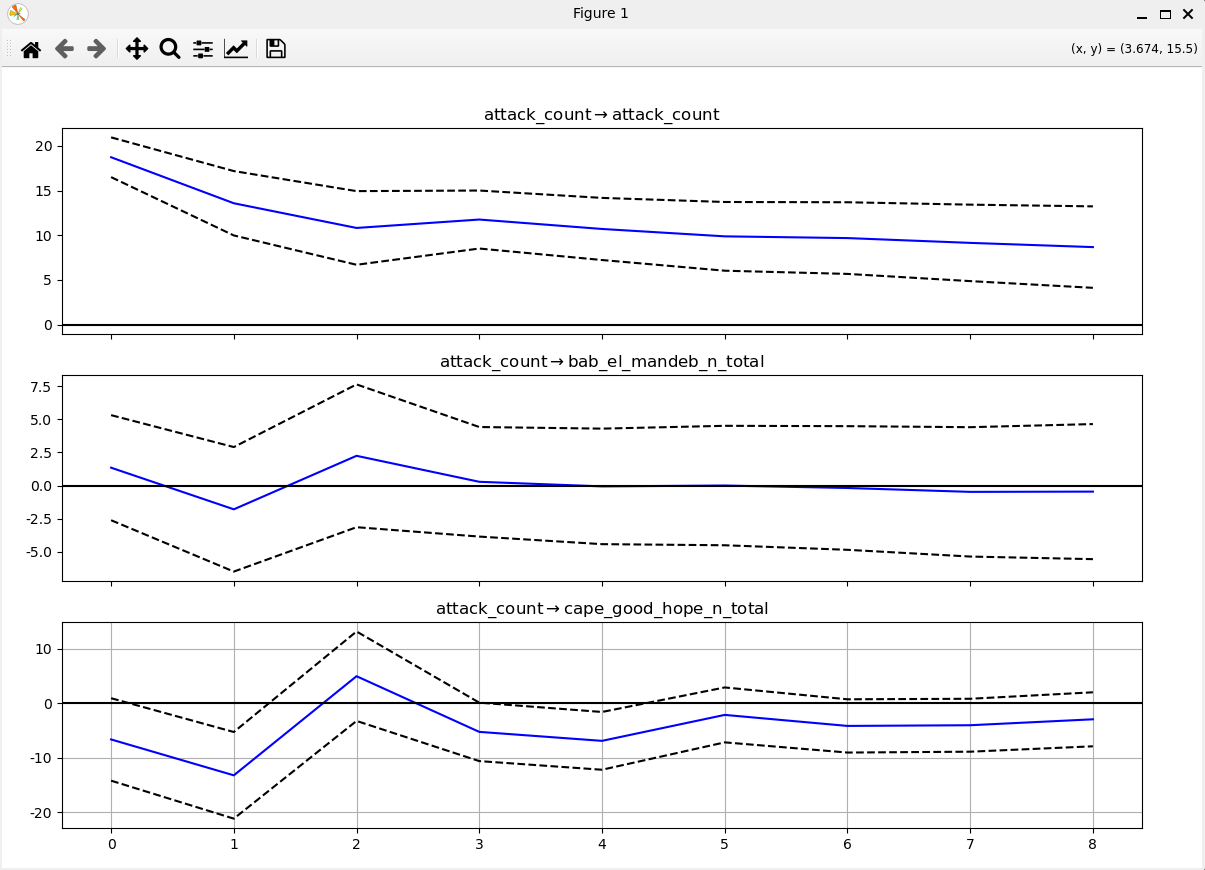 Figure 1
(x, y) = (3.674, 15.5)
attack_count→attack_count
20
15
10
5
0
attack_count→bab_el_mandeb_n_total
7.5
5.0
2.5
0.0
-2.5
-5.0
attack_count→cape_good_hope_n_total
10
0
-10
-20
0 1 2 3 4 5 6 7 8